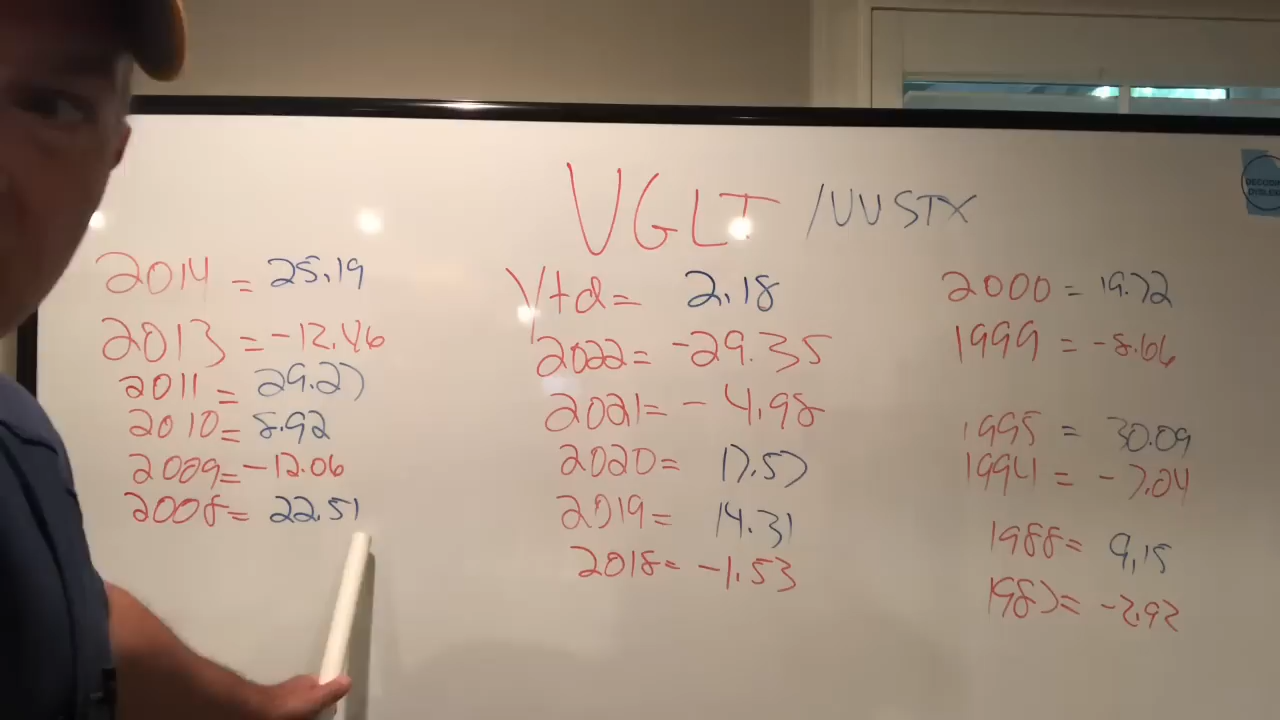 VGLT /VUSTX
2014 = 25.19
2013 = -12.46
2011 = 29.27
2010 = 8.92
2009 = -12.06
2008 = 22.51
Ytd = 2.18
2022 = -29.35
2021 = -4.98
2020 = 17.57
2019 = 14.31
2018 = -1.53
2000 = 19.72
1999 = -8.66
1995 = 30.09
1994 = -7.04
1988 = 9.15
1987 = -2.92